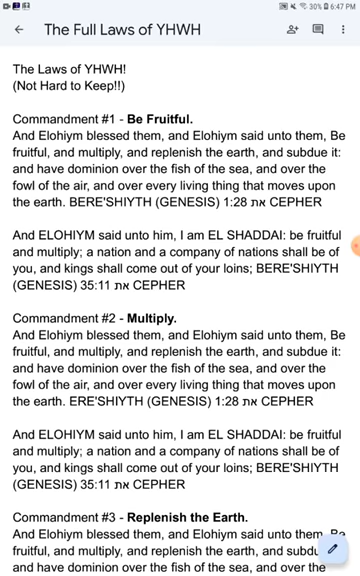 30% 6:47 PM
The Full Laws of YHWH
The Laws of YHWH!
(Not Hard to Keep!!)
Commandment #1 - Be Fruitful.
And Elohiym blessed them, and Elohiym said unto them, Be
fruitful, and multiply, and replenish the earth, and subdue it:
and have dominion over the fish of the sea, and over the
fowl of the air, and over every living thing that moves upon
the earth. BERE'SHIYTH (GENESIS) 1:28 את CEPHER
And ELOHIYM said unto him, I am EL SHADDAI: be fruitful
and multiply; a nation and a company of nations shall be of
you, and kings shall come out of your loins; BERE'SHIYTH
(GENESIS) 35:11 את CEPHER
Commandment #2 - Multiply.
And Elohiym blessed them, and Elohiym said unto them, Be
fruitful, and multiply, and replenish the earth, and subdue it:
and have dominion over the fish of the sea, and over the
fowl of the air, and over every living thing that moves upon
the earth. ERE'SHIYTH (GENESIS) 1:28 את CEPHER
And ELOHIYM said unto him, I am EL SHADDAI: be fruitful
and multiply; a nation and a company of nations shall be of
you, and kings shall come out of your loins; BERE'SHIYTH
(GENESIS) 35:11 את CEPHER
Commandment #3 - Replenish the Earth.
And Elohiym blessed them, and Elohiym said unto them, Be
fruitful, and multiply, and replenish the earth, and subdu
and have dominion over the fish of the sea, and over the